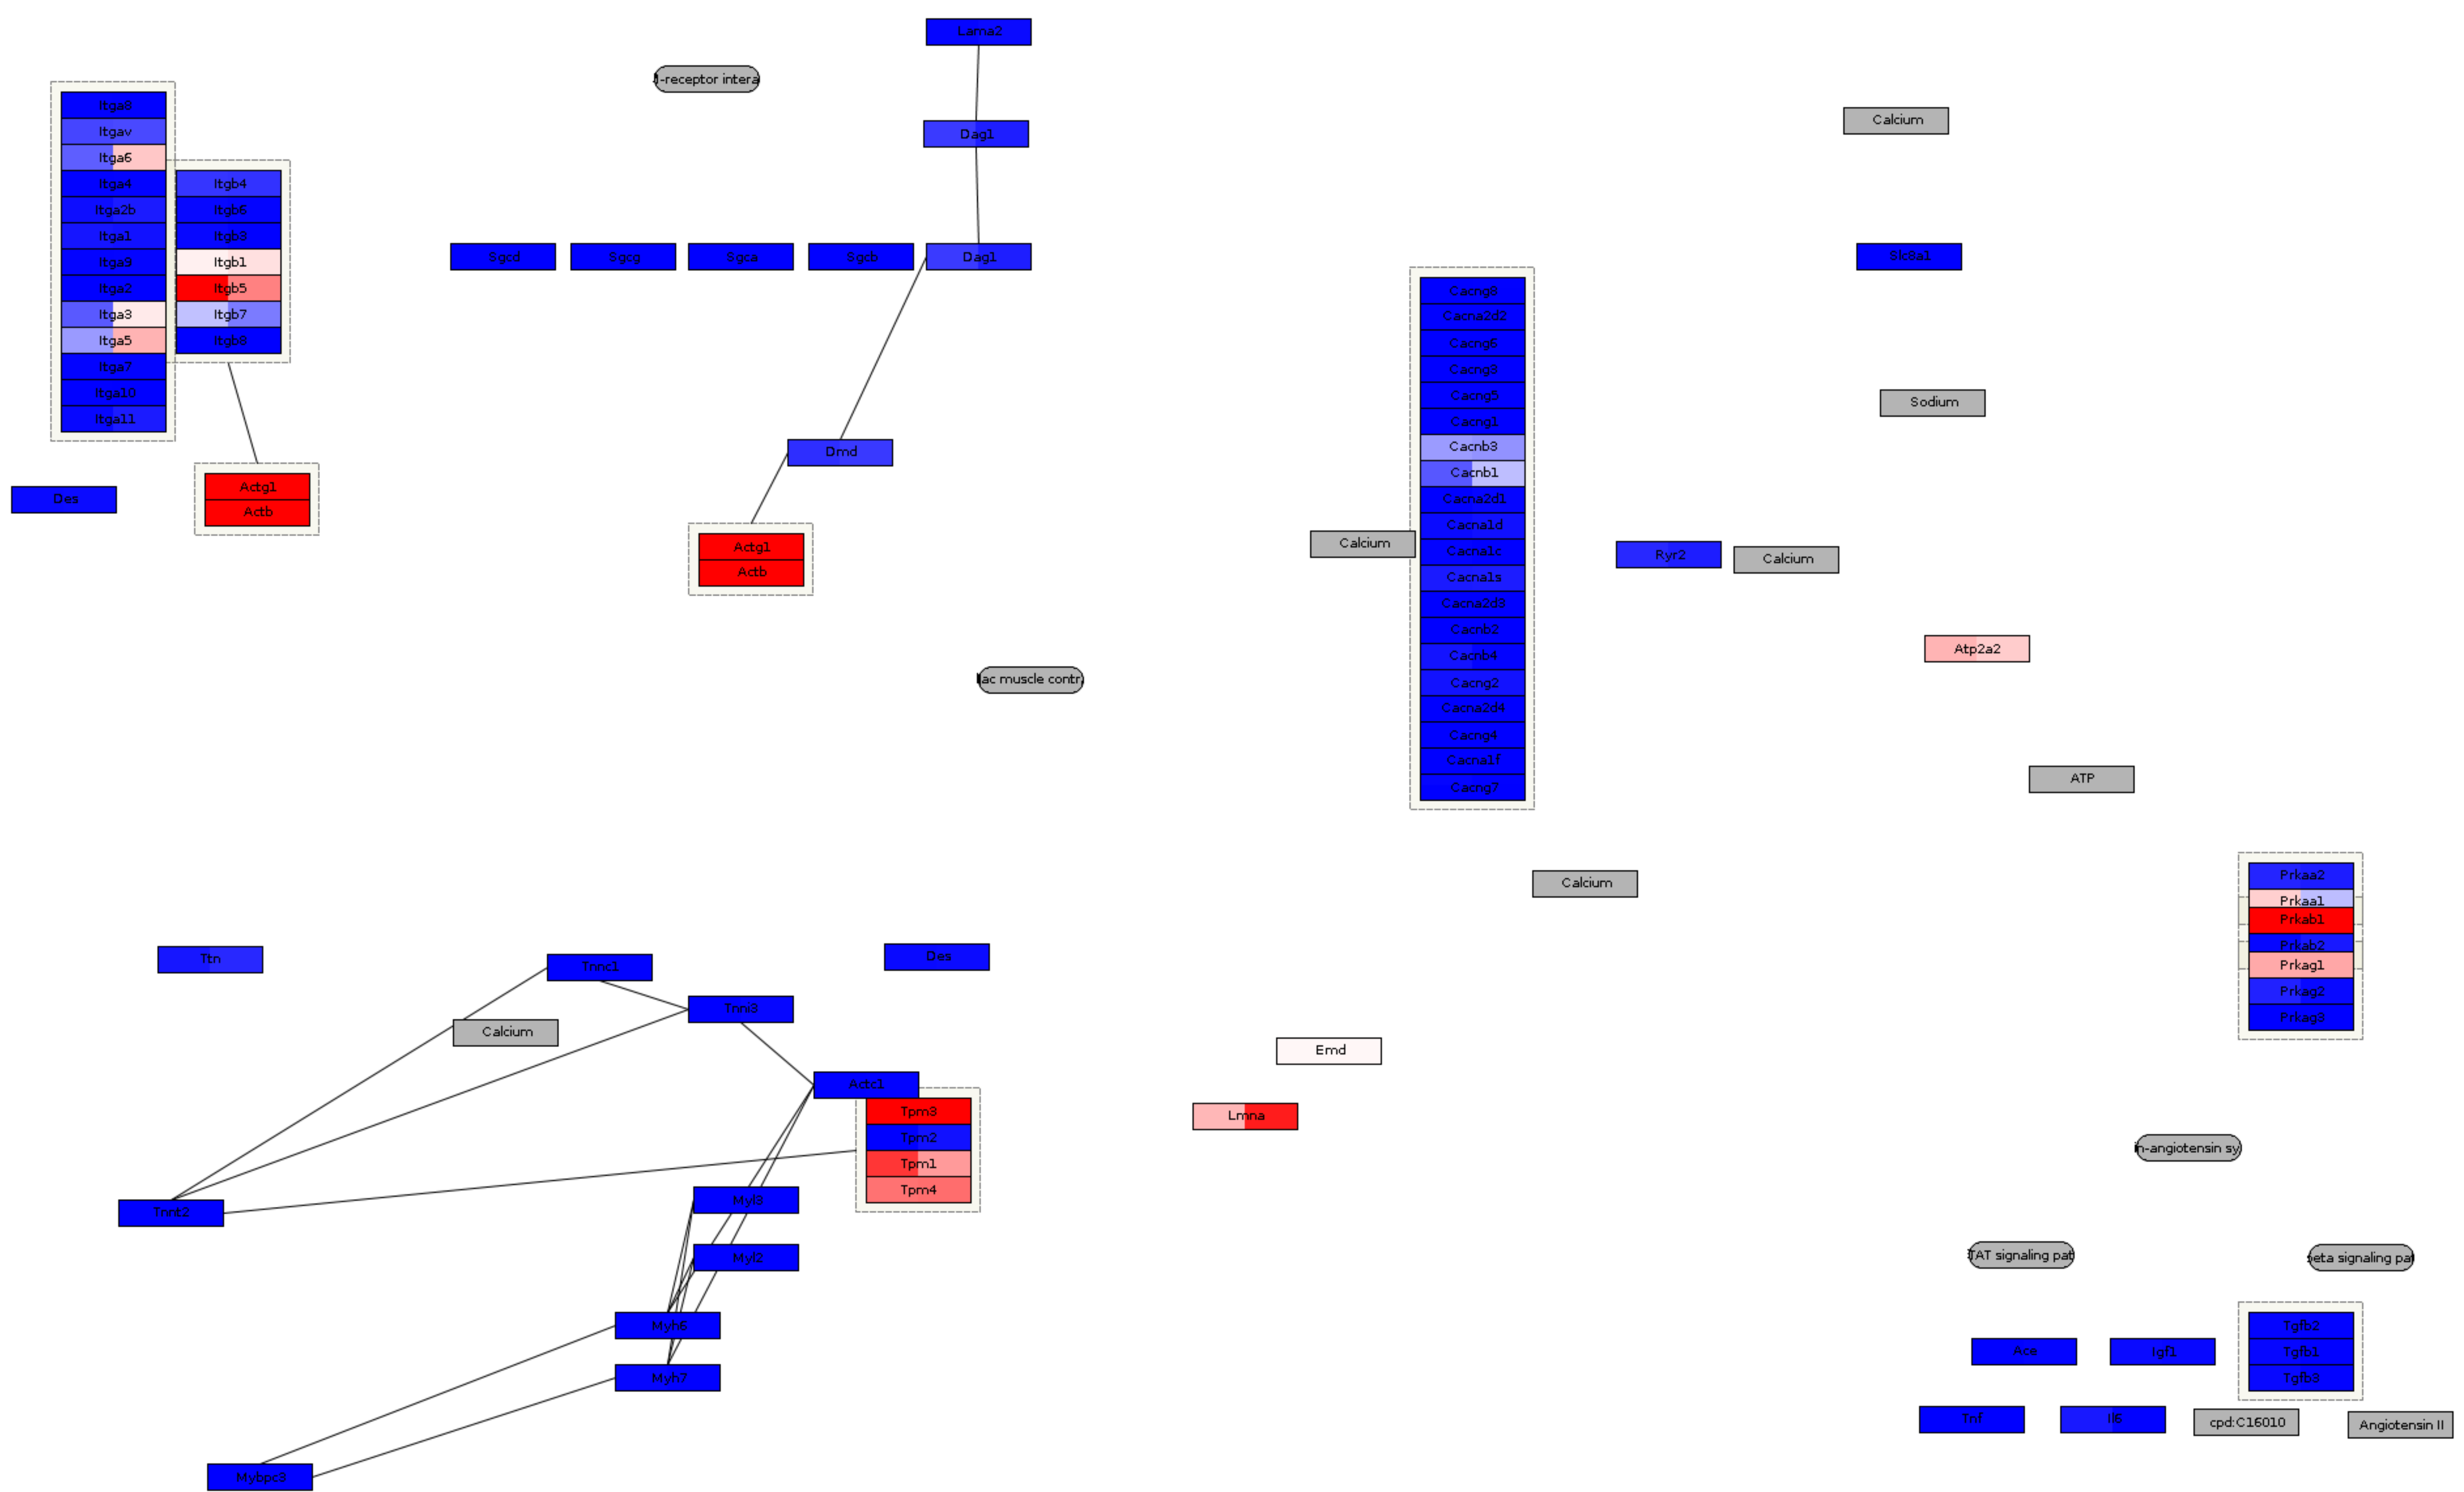 Lama2
-receptor intera
Dag1
Calcium
Itga8
Itgav
Itga6
Itga4
Itga2b
Itga1
Itga9
Itga2
Itga3
Itga5
Itga7
Itga10
Itga11
Itgb4
Itgb6
Itgb3
Itgb1
Itgb5
Itgb7
Itgb8
Sgcd
Sgcg
Sgca
Sgcb
Dag1
Slc8a1
Cacng8
Cacna2d2
Cacng6
Cacng3
Cacng5
Cacng1
Cacnb3
Cacnb1
Cacna2d1
Cacna1d
Cacna1c
Cacna1s
Cacna2d3
Cacnb2
Cacnb4
Cacng2
Cacna2d4
Cacng4
Cacna1f
Cacng7
Sodium
Dmd
Des
Actg1
Actb
Actg1
Actb
Calcium
Ryr2
Calcium
Atp2a2
ac muscle contr
ATP
Calcium
Prkaa2
Prkaa1
Prkab1
Prkab2
Prkag1
Prkag2
Prkag3
Ttn
Tnnc1
Des
Tnni3
Calcium
Emd
Actc1
Tpm3
Tpm2
Tpm1
Tpm4
Lmna
in-angiotensin sy
Tnnt2
Myl3
Myl2
TAT signaling pat
beta signaling pat
Myh6
Myh7
Tgfb2
Tgfb1
Tgfb3
Ace
Igf1
Tnf
Il6
cpd:C16010
Angiotensin II
Mybpc3